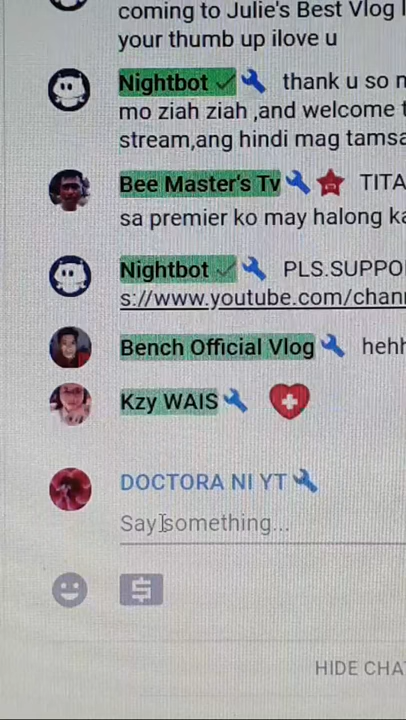 coming to Julie's Best Vlog
your thumb up ilove u
Nightbot thank u so
mo ziah ziah ,and welcome
stream,ang hindi mag tamsa
Bee Master's Tv TITA
sa premier ko may halong ka
Nightbot PLS.SUPPO
s://www.youtube.com/chan
Bench Official Vlog hehh
Kzy WAIS
DOCTORA NI YT
Say something...
$
HIDE CHA